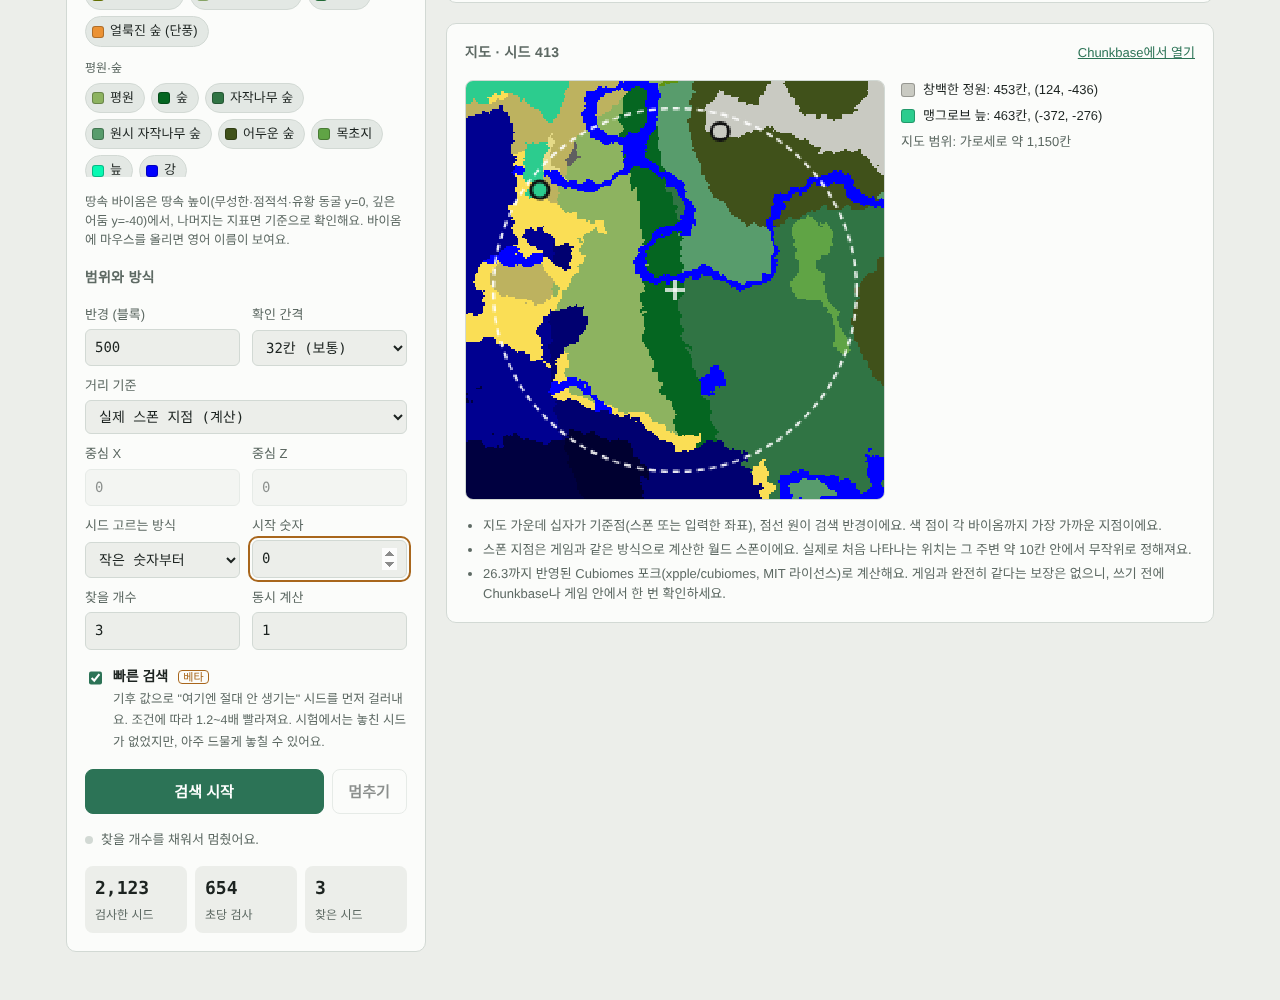 얼룩진 숲 (단풍)
평원·숲
평원
숲
자작나무 숲
원시 자작나무 숲
어두운 숲
목초지
늪
강
땅속 바이옴은 땅속 높이(무성한·점적석·유황 동굴 y=0, 깊은
어둠 y=-40)에서, 나머지는 지표면 기준으로 확인해요. 바이옴
에 마우스를 올리면 영어 이름이 보여요.
범위와 방식
반경 (블록)
확인 간격
500
32칸 (보통)
거리 기준
실제 스폰 지점 (계산)
중심 X
중심 Z
0
0
시드 고르는 방식
시작 숫자
작은 숫자부터
0
찾을 개수
동시 계산
3
1
빠른 검색
베타
기후 값으로 "여기엔 절대 안 생기는" 시드를 먼저 걸러내
요. 조건에 따라 1.2~4배 빨라져요. 시험에서는 놓친 시드
가 없었지만, 아주 드물게 놓칠 수 있어요.
검색 시작
멈추기
찾을 개수를 채워서 멈췄어요.
2,123
검사한 시드
654
초당 검사
3
찾은 시드
지도 · 시드 413
Chunkbase에서 열기
창백한 정원: 453칸, (124, -436)
맹그로브 늪: 463칸, (-372, -276)
지도 범위: 가로세로 약 1,150칸
지도 가운데 십자가 기준점(스폰 또는 입력한 좌표), 점선 원이 검색 반경이에요. 색 점이 각 바이옴까지 가장 가까운 지점이에요.
스폰 지점은 게임과 같은 방식으로 계산한 월드 스폰이에요. 실제로 처음 나타나는 위치는 그 주변 약 10칸 안에서 무작위로 정해져요.
26.3까지 반영된 Cubiomes 포크(xpple/cubiomes, MIT 라이선스)로 계산해요. 게임과 완전히 같다는 보장은 없으니, 쓰기 전에
Chunkbase나 게임 안에서 한 번 확인하세요.